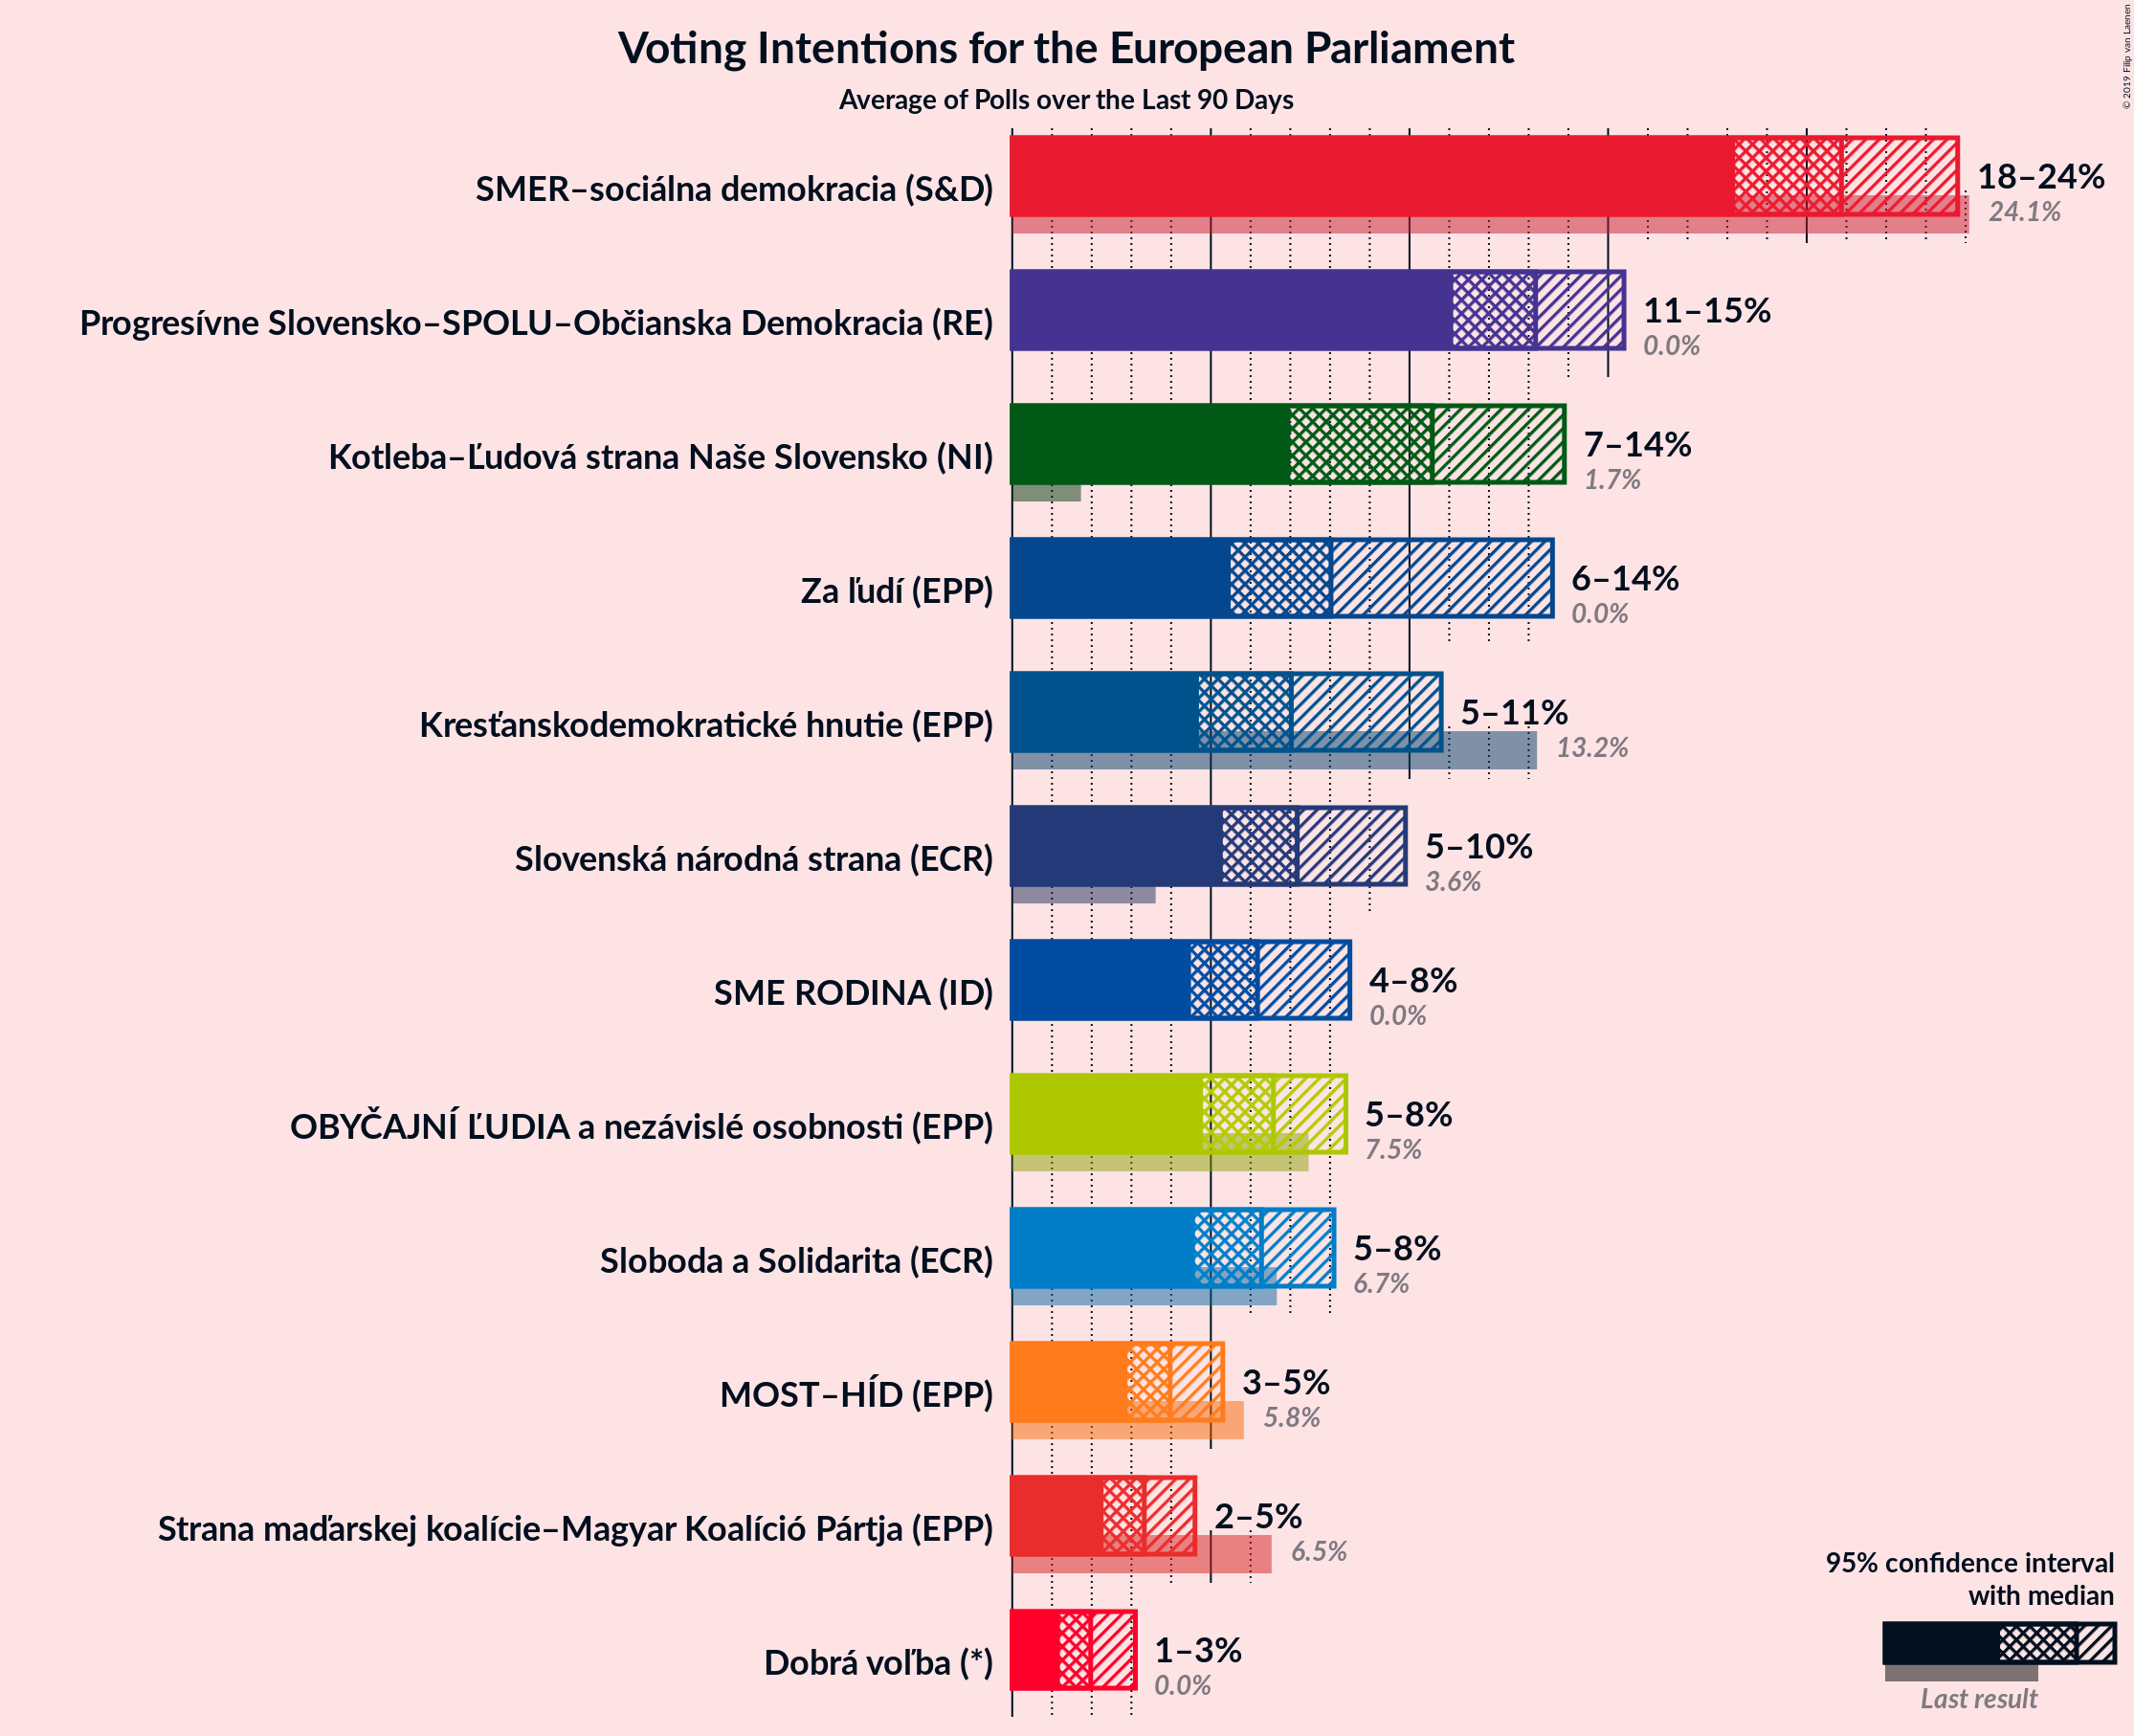 Voting Intentions for the European Parliament
Average of Polls over the Last 90 Days
© 2019 Filip van Laenen
SMER–sociálna demokracia (S&D)
18–24%
24.1%
Progresívne Slovensko–SPOLU–Občianska Demokracia (RE)
11–15%
0.0%
Kotleba–Ľudová strana Naše Slovensko (NI)
7–14%
1.7%
Za ľudí (EPP)
6–14%
0.0%
Kresťanskodemokratické hnutie (EPP)
5–11%
13.2%
Slovenská národná strana (ECR)
5–10%
3.6%
SME RODINA (ID)
4–8%
0.0%
OBYČAJNÍ ĽUDIA a nezávislé osobnosti (EPP)
5–8%
7.5%
Sloboda a Solidarita (ECR)
5–8%
6.7%
MOST–HÍD (EPP)
3–5%
5.8%
Strana maďarskej koalície–Magyar Koalíció Pártja (EPP)
2–5%
6.5%
Dobrá voľba (*)
1–3%
0.0%
95% confidence interval
with median
Last result